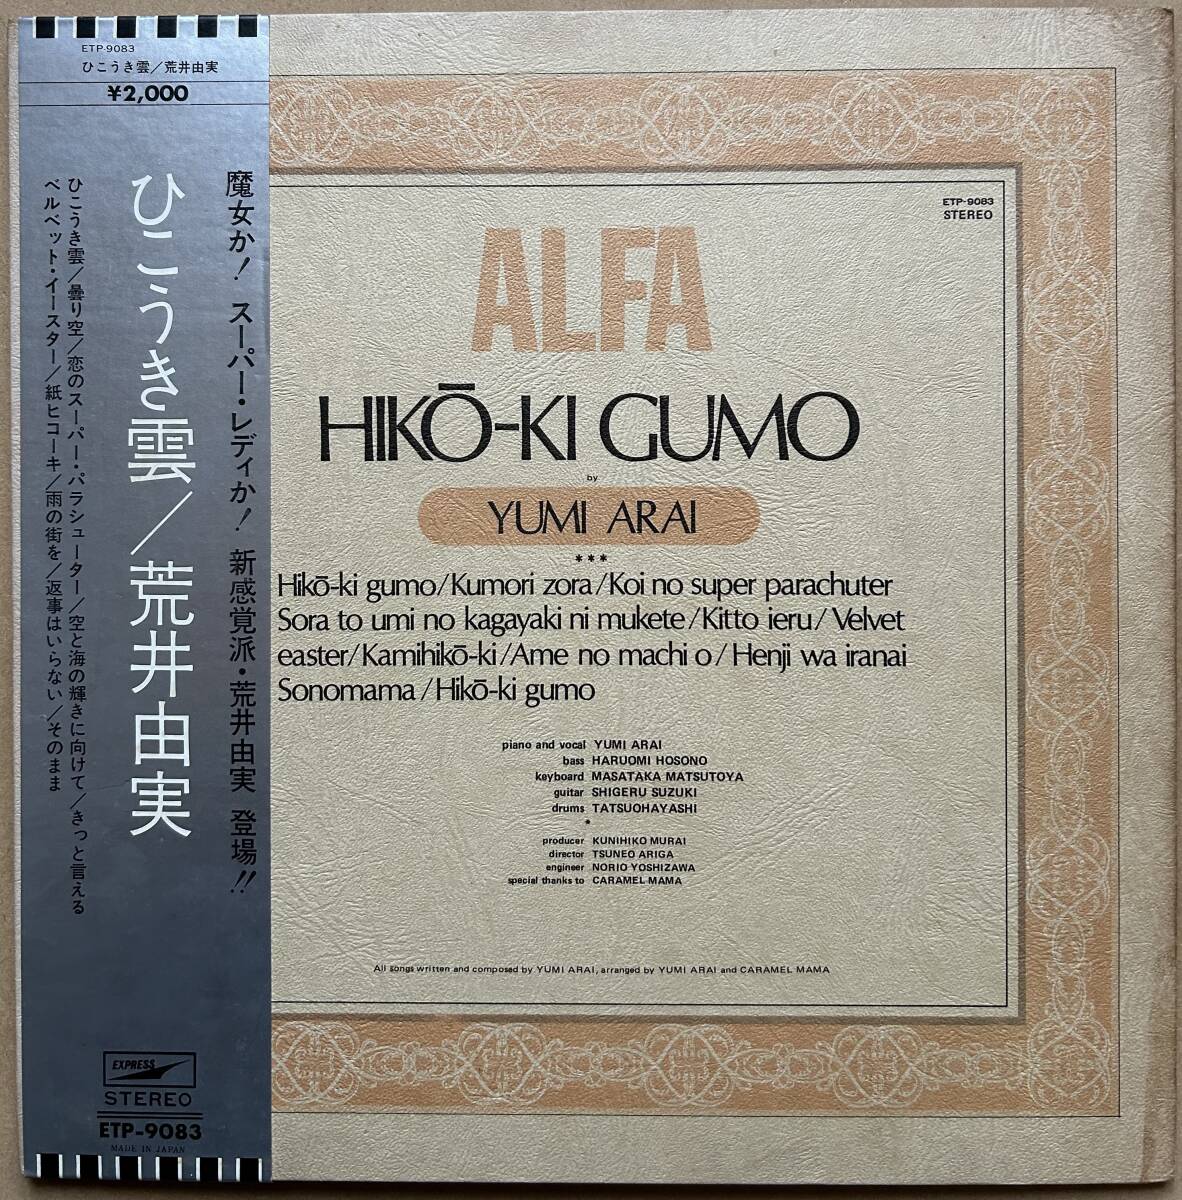 ETP-9083
ひこうき雲／荒井由実
¥2,000
魔女か！スーパー・レディか！新感覚派・荒井由実 登場!!
ひこうき雲／荒井由実
ひこうき雲／曇り空／恋のスーパー・パラシューター／空と海の輝きに向けて／きっと言える
ベルベット・イースター／紙ヒコーキ／雨の街を／返事はいらない／そのまま
EXPRESS
STEREO
ETP-9083
MADE IN JAPAN
ETP-9083
STEREO
ALFA
HIKŌ-KI GUMO
by
YUMI ARAI
***
Hikō-ki gumo/Kumori zora/Koi no super parachuter
Sora to umi no kagayaki ni mukete/Kitto ieru/Velvet
easter/Kamihikō-ki/Ame no machi o/Henji wa iranai
Sonomama/Hikō-ki gumo
piano and vocal YUMI ARAI
bass HARUOMI HOSONO
keyboard MASATAKA MATSUTOYA
guitar SHIGERU SUZUKI
drums TATSUOHAYASHI
*
producer KUNIHIKO MURAI
director TSUNEO ARIGA
engineer NORIO YOSHIZAWA
special thanks to CARAMEL MAMA
All songs written and composed by YUMI ARAI, arranged by YUMI ARAI and CARAMEL MAMA